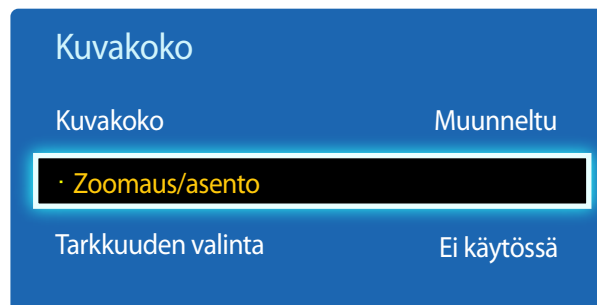 Kuvakoko
Kuvakoko Muunneltu
· Zoomaus/asento
Tarkkuuden valinta Ei käytössä